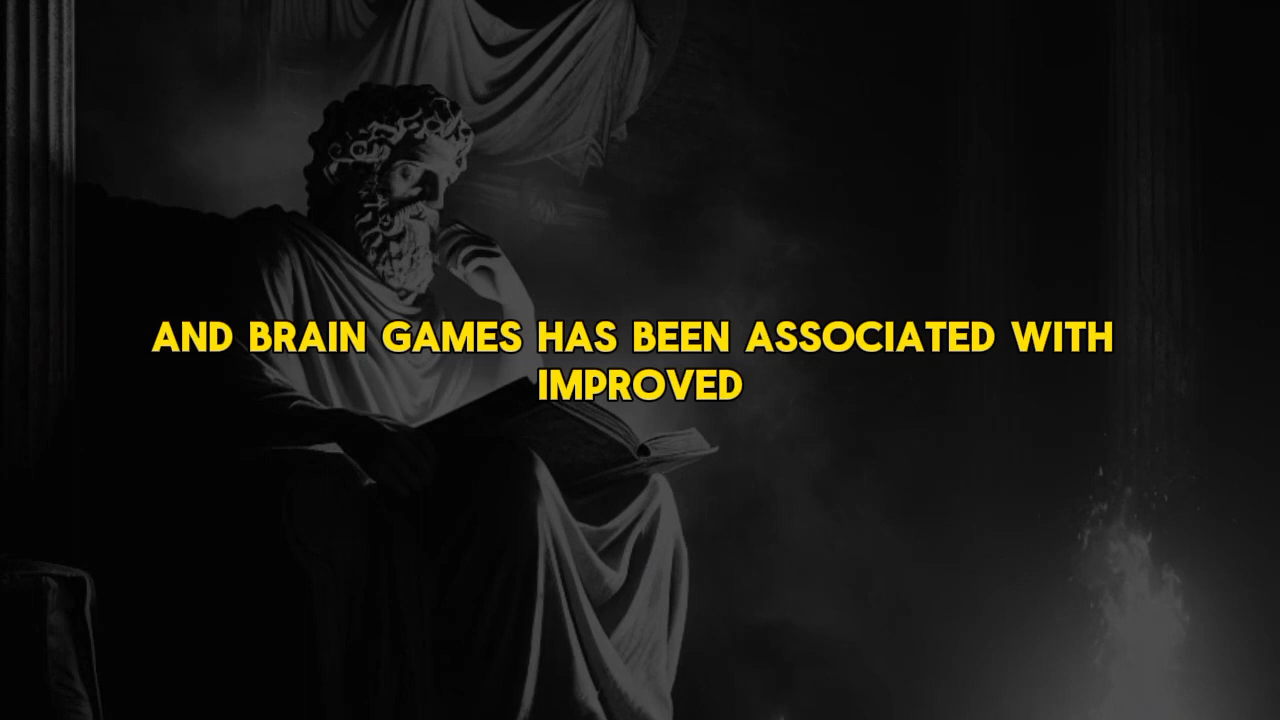 AND BRAIN GAMES HAS BEEN ASSOCIATED WITH
IMPROVED